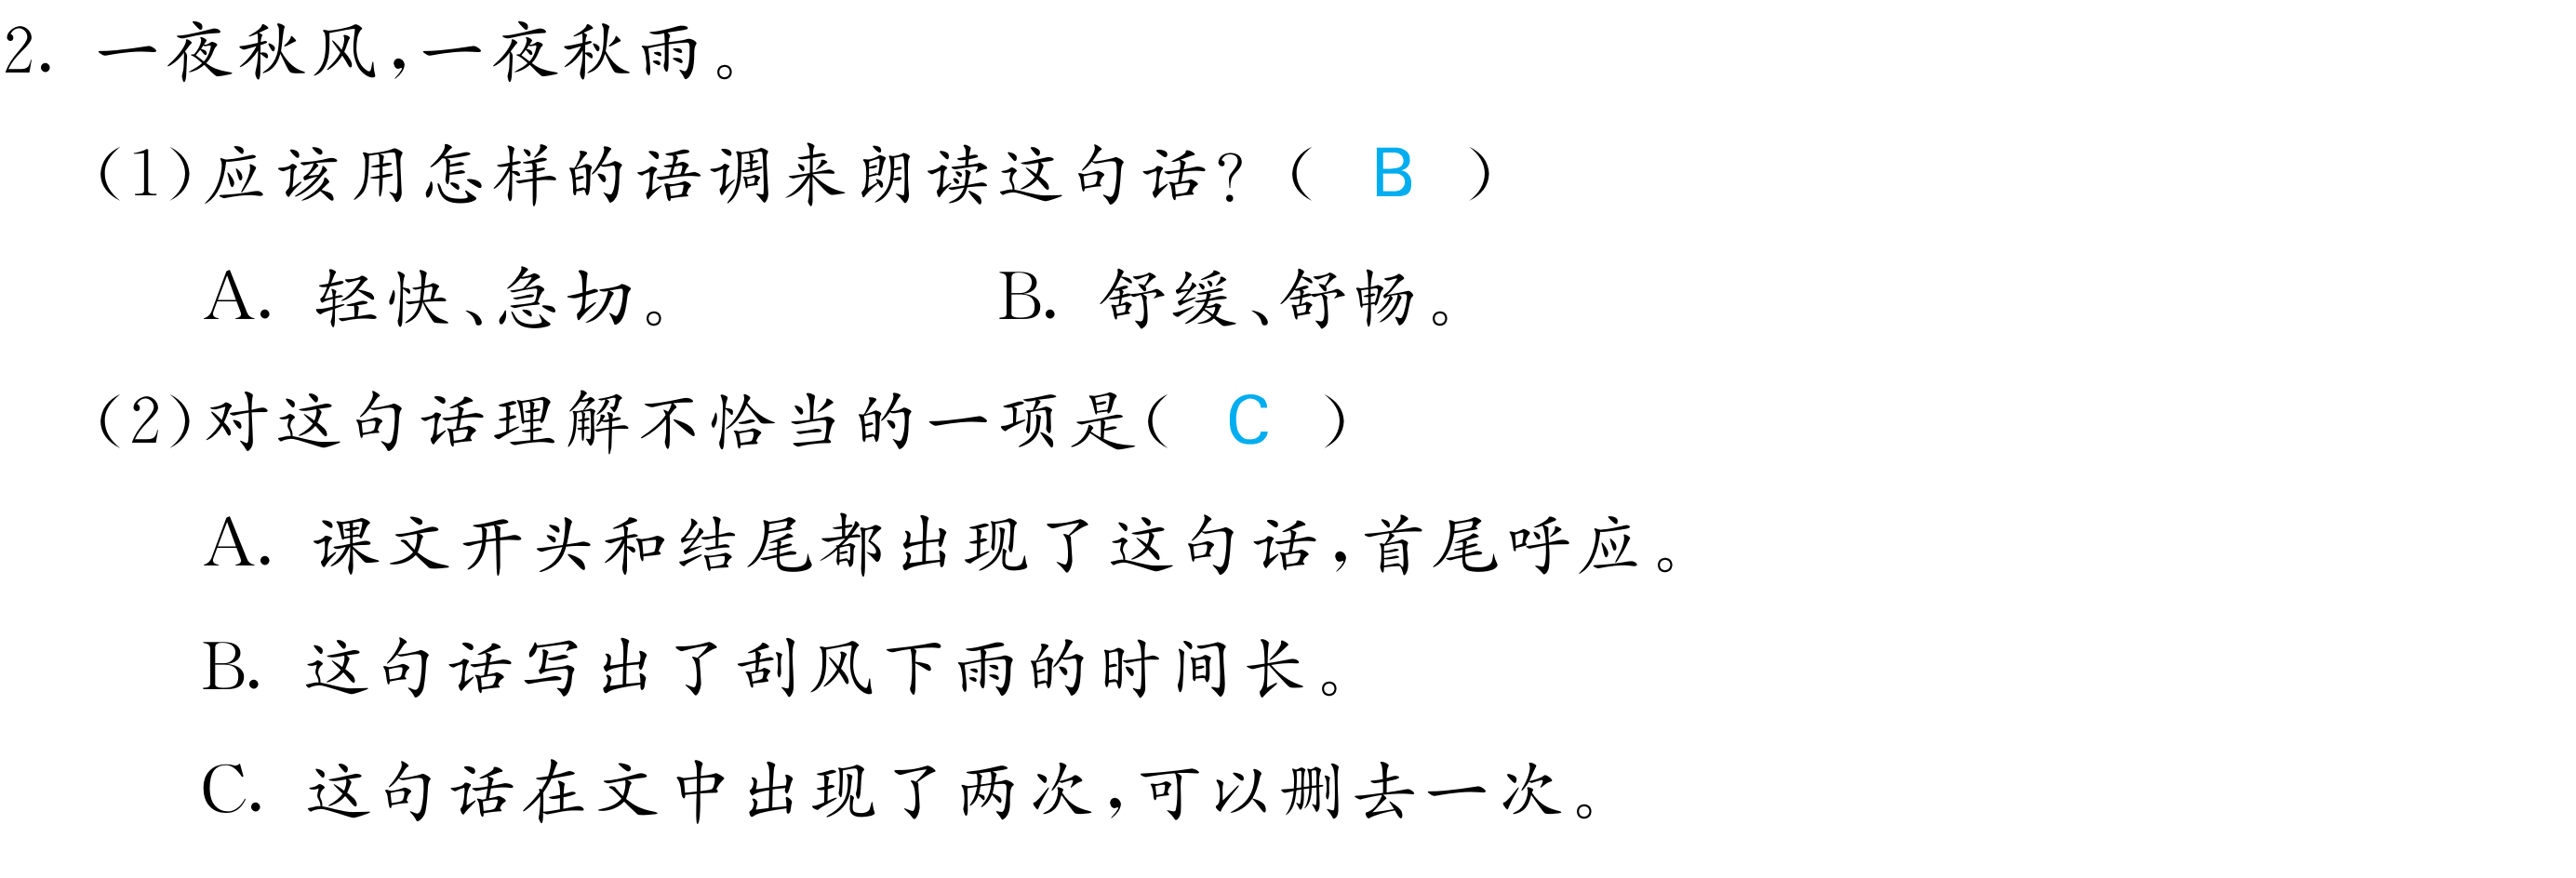 2. 一夜秋风,一夜秋雨。
(1)应该用怎样的语调来朗读这句话?( B )
A. 轻快、急切。 B. 舒缓、舒畅。
(2)对这句话理解不恰当的一项是( C )
A. 课文开头和结尾都出现了这句话,首尾呼应。
B. 这句话写出了刮风下雨的时间长。
C. 这句话在文中出现了两次,可以删去一次。